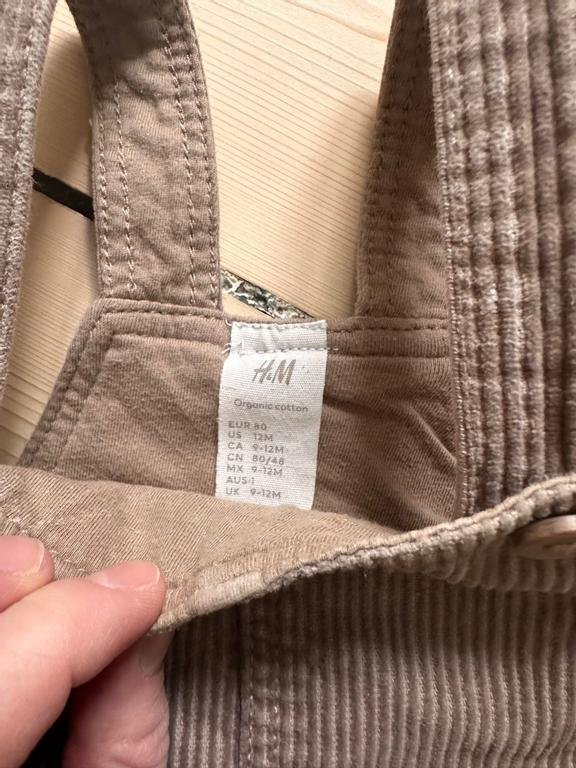 H&M
Organic cotton
EUR 80
US 12M
CA 9-12M
CN 80/48
MX 9-12M
AUS 1
UK 9-12M